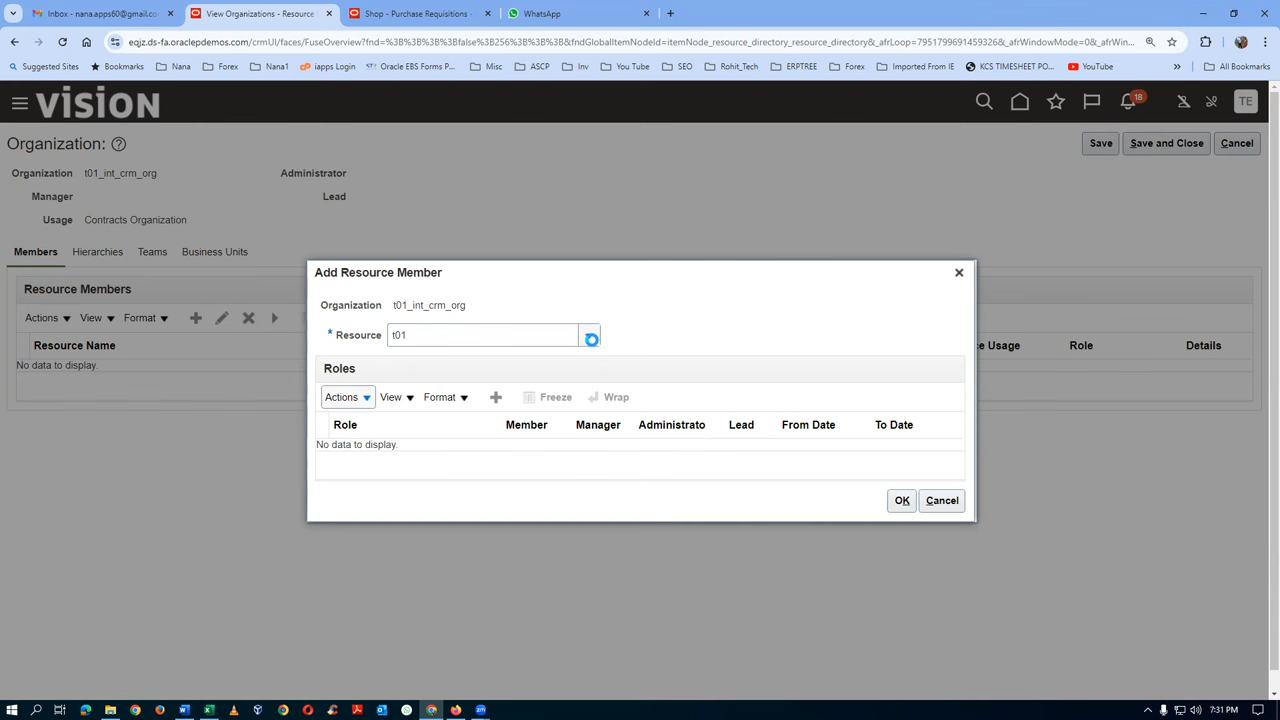 Inbox - nana.apps60@gmail.co
View Organizations - Resource
Shop - Purchase Requisitions -
WhatsApp
eqjz.ds-fa.oraclepdemos.com/crmUI/faces/FuseOverview?fnd=%3B%3B%3B%3Bfalse%3B256%3B%3B%3B&fndGlobalItemNodeId=itemNode_resource_directory_resource_directory&_afrLoop=7951799691459326&_afrWindowMode=0&_afrWi...
Suggested Sites
Bookmarks
Nana
Forex
Nana1
iapps Login
Oracle EBS Forms P...
Misc
ASCP
Inv
You Tube
SEO
Rohit_Tech
ERPTREE
Forex
Imported From IE
KCS TIMESHEET PO...
YouTube
»
All Bookmarks
VISION
18
TE
Organization:
Save
Save and Close
Cancel
Organization t01_int_crm_org
Administrator
Manager
Lead
Usage Contracts Organization
Members
Hierarchies
Teams
Business Units
Resource Members
Actions
View
Format
Resource Name
Usage
Role
Details
No data to display.
Add Resource Member
Organization t01_int_crm_org
* Resource t01
Roles
Actions
View
Format
Freeze
Wrap
Role
Member
Manager
Administrato
Lead
From Date
To Date
No data to display.
OK
Cancel
7:31 PM